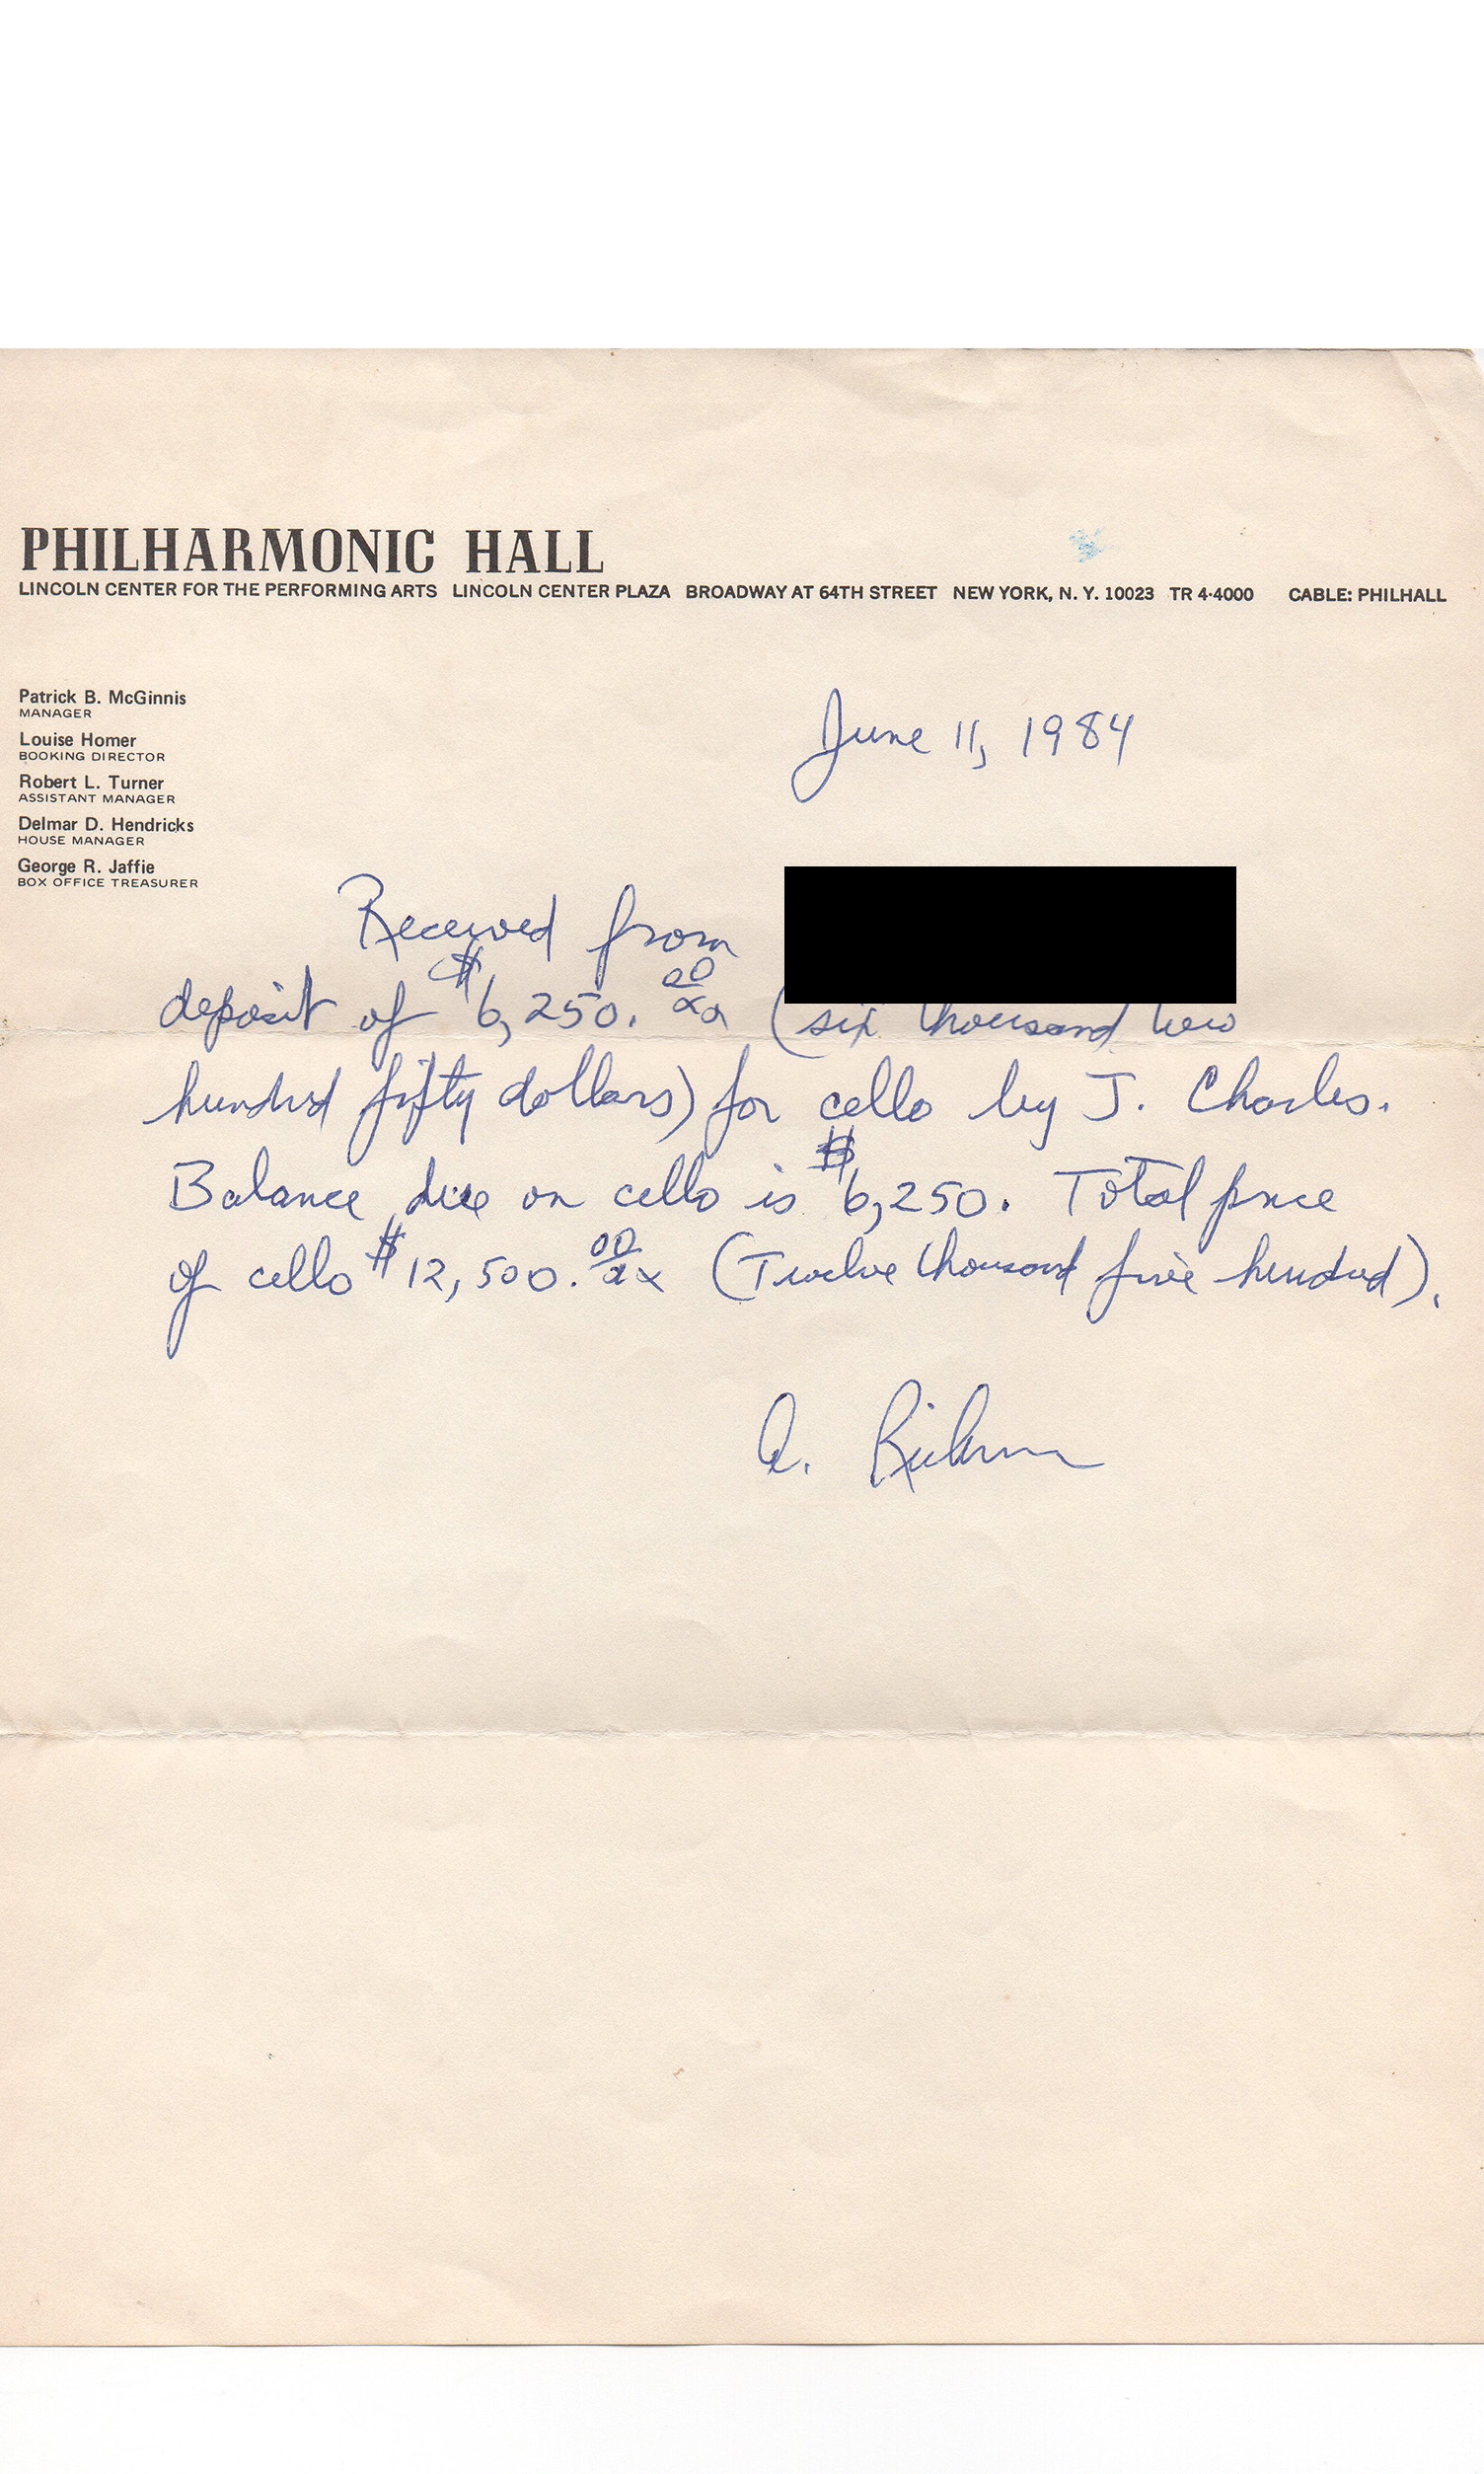 PHILHARMONIC HALL
LINCOLN CENTER FOR THE PERFORMING ARTS LINCOLN CENTER PLAZA BROADWAY AT 64TH STREET NEW YORK, N. Y. 10023 TR 4-4000 CABLE: PHILHALL
Patrick B. McGinnis
MANAGER
Louise Homer
BOOKING DIRECTOR
Robert L. Turner
ASSISTANT MANAGER
Delmar D. Hendricks
HOUSE MANAGER
George R. Jaffie
BOX OFFICE TREASURER
June 11, 1984
Received from
deposit of $6,250. 00/xx (six thousand two
hundred fifty dollars) for cello by J. Charles.
Balance due on cello is $6,250. Total price
of cello $12,500. 00/xx (Twelve thousand five hundred).
A.